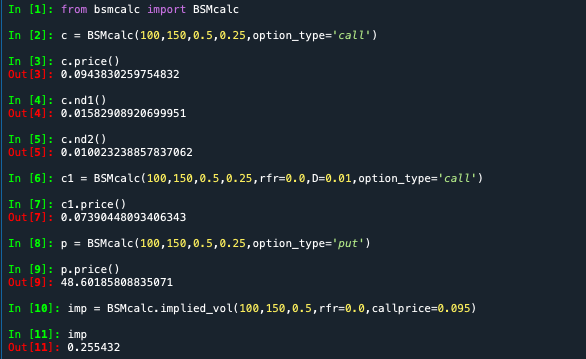 In [1]: from bsmcalc import BSMcalc
In [2]: c = BSMcalc(100,150,0.5,0.25,option_type='call')
In [3]: c.price()
Out[3]: 0.0943830259754832
In [4]: c.nd1()
Out[4]: 0.01582908920699951
In [5]: c.nd2()
Out[5]: 0.010023238857837062
In [6]: c1 = BSMcalc(100,150,0.5,0.25,rfr=0.0,D=0.01,option_type='call')
In [7]: c1.price()
Out[7]: 0.07390448093406343
In [8]: p = BSMcalc(100,150,0.5,0.25,option_type='put')
In [9]: p.price()
Out[9]: 48.60185808835071
In [10]: imp = BSMcalc.implied_vol(100,150,0.5,rfr=0.0,callprice=0.095)
In [11]: imp
Out[11]: 0.255432